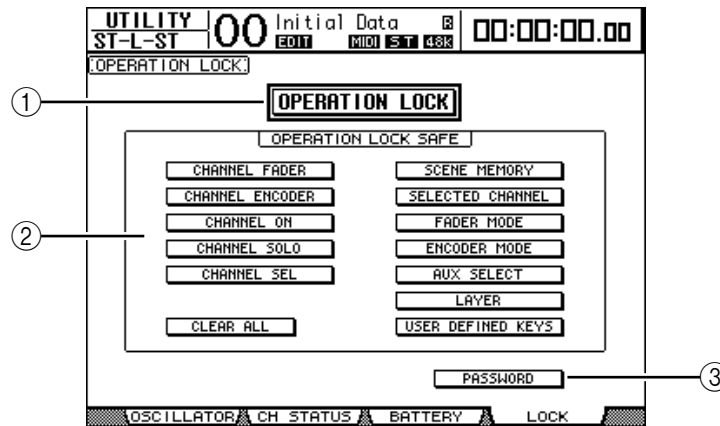 UTILITY 00 Initial Data R 00:00:00.00
ST-L-ST EDIT MIDI ST 48K
OPERATION LOCK
1 OPERATION LOCK
OPERATION LOCK SAFE
CHANNEL FADER SCENE MEMORY
CHANNEL ENCODER SELECTED CHANNEL
2 CHANNEL ON FADER MODE
CHANNEL SOLO ENCODER MODE
CHANNEL SEL AUX SELECT
LAYER
CLEAR ALL USER DEFINED KEYS
PASSWORD 3
OSCILLATOR CH STATUS BATTERY LOCK